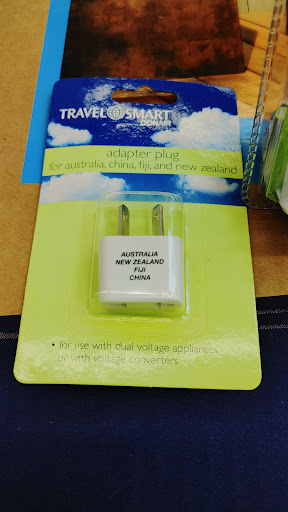 TRAVEL SMART
CONAIR
adapter plug
for australia, china, fiji, and new zealand
AUSTRALIA
NEW ZEALAND
FIJI
CHINA
• for use with dual voltage appliances
or with voltage converters